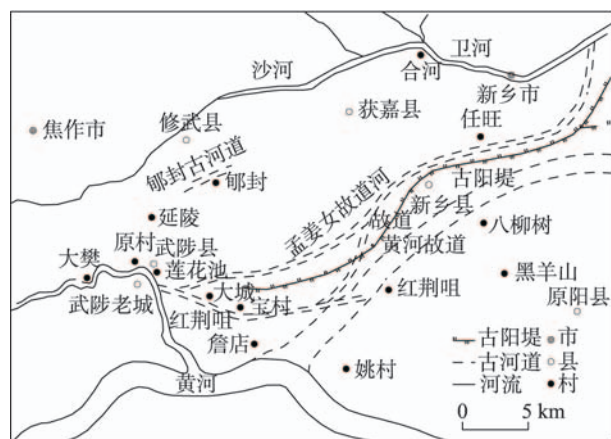 卫河
沙河
合河
新乡市
获嘉县
焦作市
修武县
任旺
郇封古河道
郇封
古阳堤
孟姜女故道河
新乡县
延陵
故道
八柳树
黄河故道
原村
武陟县
大樊
莲花池
黑羊山
大城
红荆咀
原阳县
武陟老城
红荆咀
宝村
詹店
黄河
姚村
古阳堤
市
古河道
县
河流
村
0 5 km